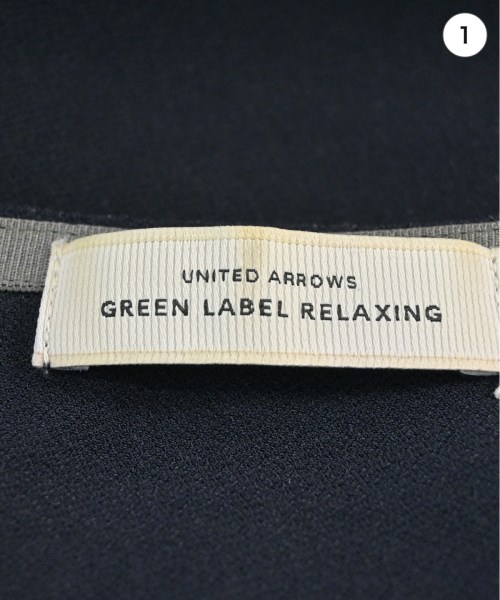 1
UNITED ARROWS
GREEN LABEL RELAXING